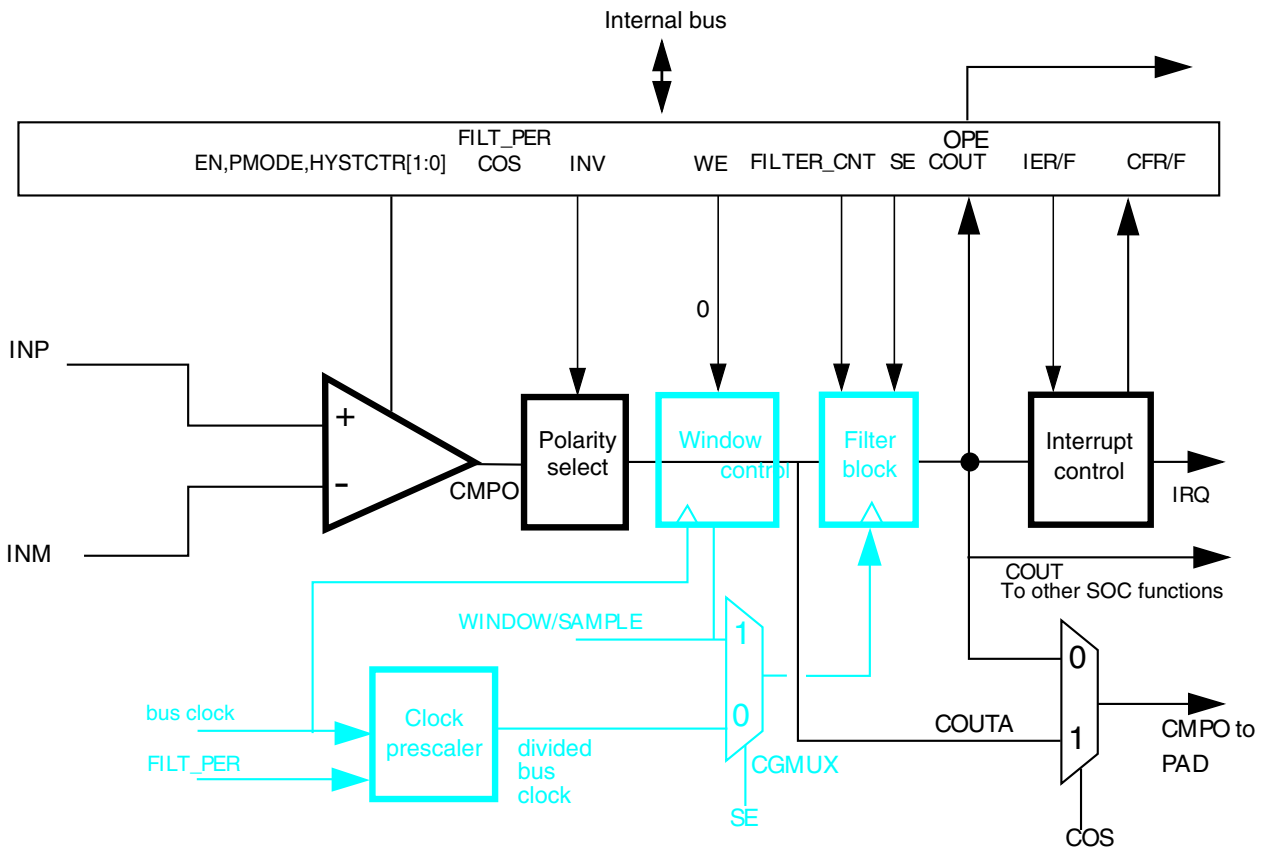 Internal bus
FILT_PER
OPE
EN,PMODE,HYSTCTR[1:0] COS INV WE FILTER_CNT SE COUT IER/F CFR/F
0
INP
+
-
INM
CMPO
Polarity
select
Window
control
Filter
block
Interrupt
control
IRQ
COUT
To other SOC functions
WINDOW/SAMPLE
1
0
CGMUX
SE
bus clock
FILT_PER
Clock
prescaler
divided
bus
clock
COUTA
0
1
COS
CMPO to
PAD